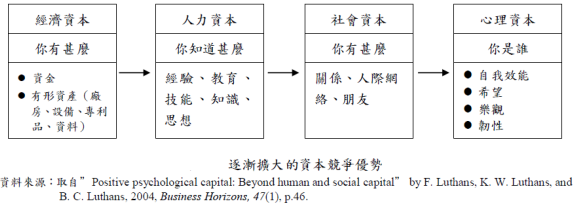 經濟資本
你有甚麼
● 資金
● 有形資產（廠
房、設備、專利
品、資料）
人力資本
你知道甚麼
經驗、教育、
技能、知識、
思想
社會資本
你有甚麼
關係、人際網
絡、朋友
心理資本
你是誰
● 自我效能
● 希望
● 樂觀
● 韌性
逐漸擴大的資本競爭優勢
資料來源：取自”Positive psychological capital: Beyond human and social capital” by F. Luthans, K. W. Luthans, and
B. C. Luthans, 2004, Business Horizons, 47(1), p.46.